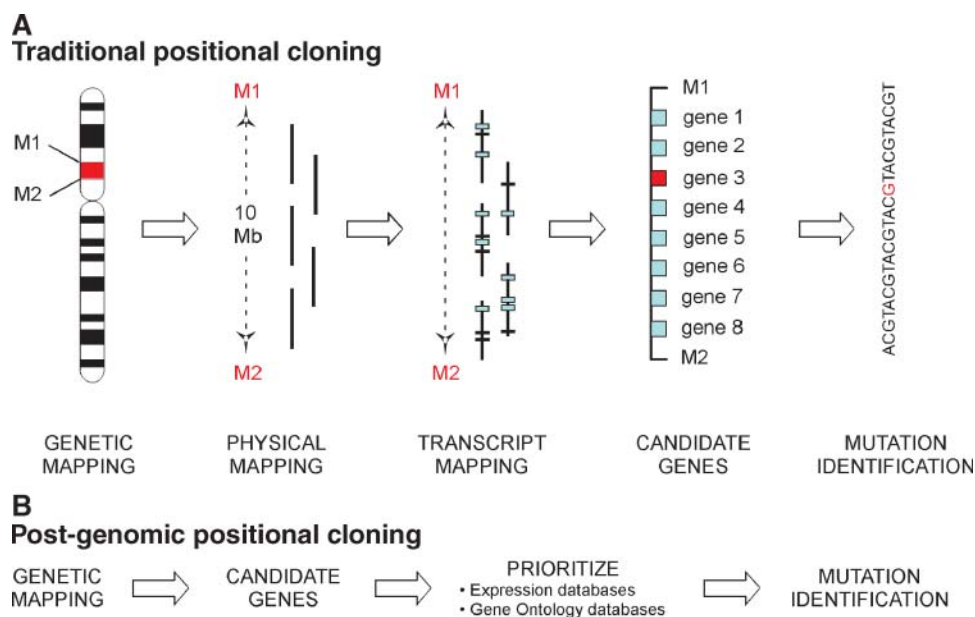 A
Traditional positional cloning
M1
M2
M1
10
Mb
M2
M1
M2
M1
gene 1
gene 2
gene 3
gene 4
gene 5
gene 6
gene 7
gene 8
M2
ACGTACGTACGTACGTACGTACGT
GENETIC
MAPPING
PHYSICAL
MAPPING
TRANSCRIPT
MAPPING
CANDIDATE
GENES
MUTATION
IDENTIFICATION
B
Post-genomic positional cloning
GENETIC
MAPPING
CANDIDATE
GENES
PRIORITIZE
• Expression databases
• Gene Ontology databases
MUTATION
IDENTIFICATION